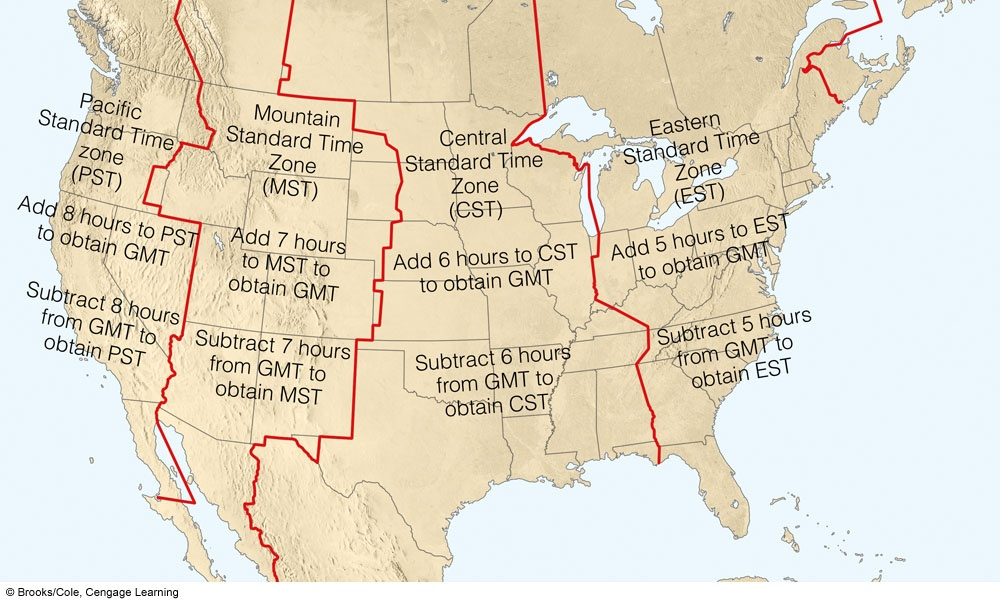 Pacific
Standard Time
zone
(PST)
Add 8 hours to PST
to obtain GMT
Subtract 8 hours
from GMT to
obtain PST
Mountain
Standard Time
Zone
(MST)
Add 7 hours
to MST to
obtain GMT
Subtract 7 hours
from GMT to
obtain MST
Central
Standard Time
Zone
(CST)
Add 6 hours to CST
to obtain GMT
Subtract 6 hours
from GMT to
obtain CST
Eastern
Standard Time
Zone
(EST)
Add 5 hours to EST
to obtain GMT
Subtract 5 hours
from GMT to
obtain EST
© Brooks/Cole, Cengage Learning